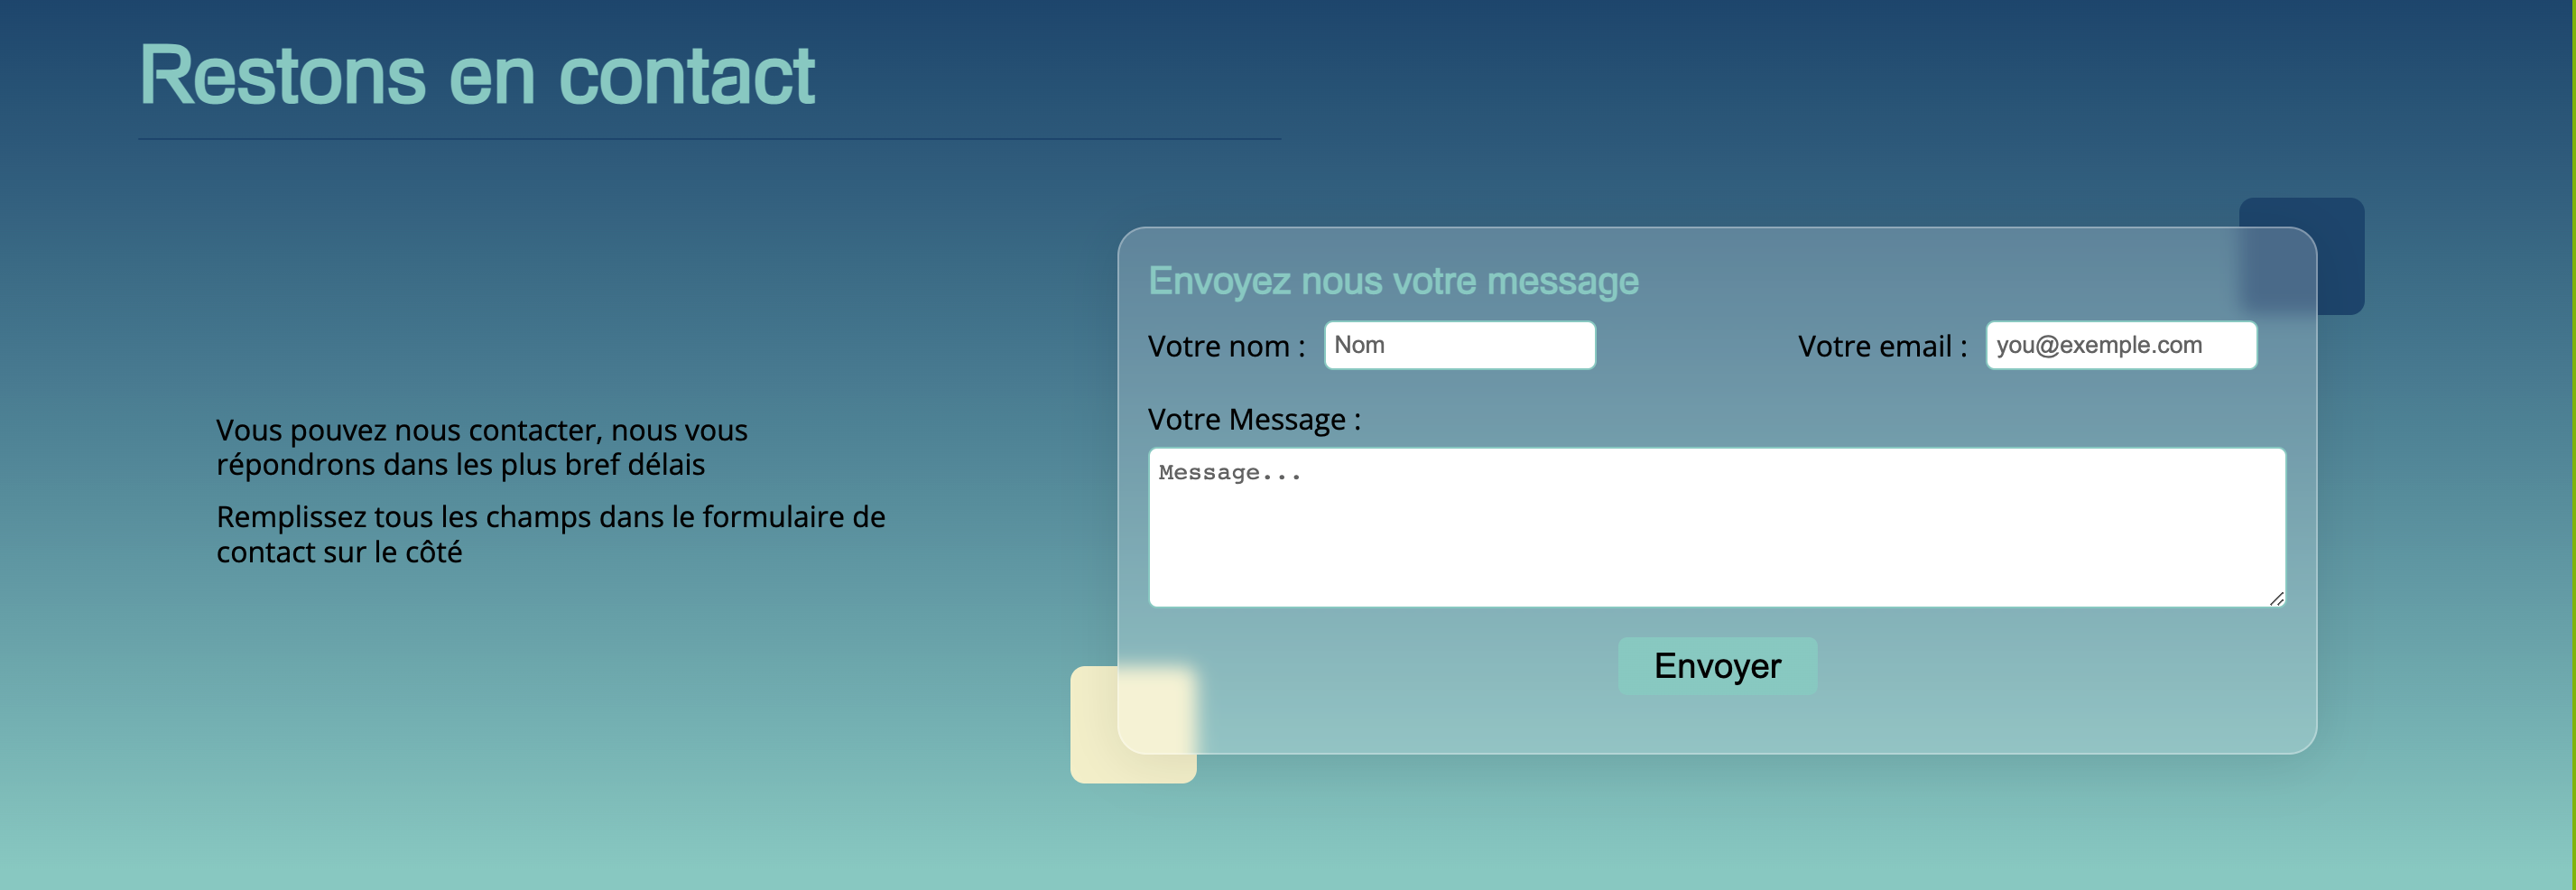 Restons en contact
Vous pouvez nous contacter, nous vous
répondrons dans les plus bref délais
Remplissez tous les champs dans le formulaire de
contact sur le côté
Envoyez nous votre message
Votre nom : Nom
Votre email : you@exemple.com
Votre Message :
Message...
Envoyer